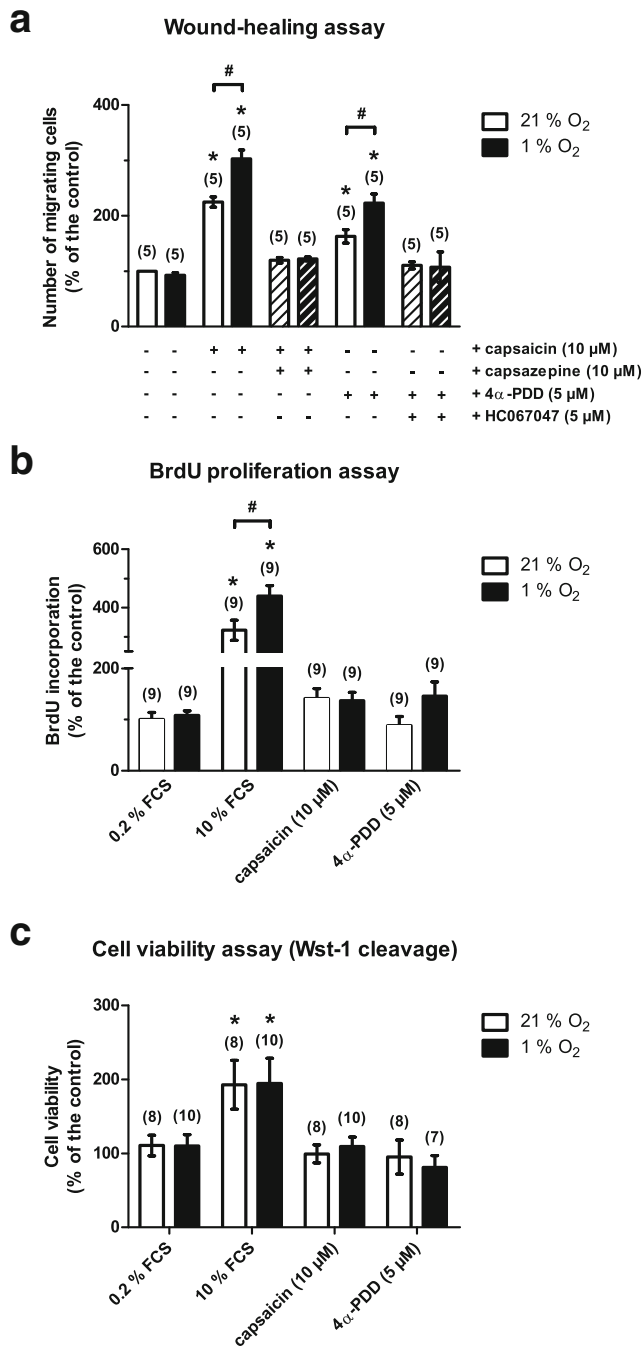 a
Wound-healing assay
Number of migrating cells
(% of the control)
400
200
0
#
#
* *
* *
(5) (5) (5) (5) (5) (5) (5) (5) (5) (5)
21 % O₂
1 % O₂
- - + + + + - - + capsaicin (10 µM)
- - + + - - + capsazepine (10 µM)
- - + + + + + 4α-PDD (5 µM)
- - - - + + + HC067047 (5 µM)
b
BrdU proliferation assay
BrdU incorporation
(% of the control)
600
400
200
0
#
* *
(9) (9) (9) (9) (9) (9) (9) (9)
21 % O₂
1 % O₂
0.2 % FCS
10 % FCS
capsaicin (10 µM)
4α-PDD (5 µM)
c
Cell viability assay (Wst-1 cleavage)
Cell viability
(% of the control)
300
200
100
0
* *
(8) (10) (8) (10) (8) (10) (8) (7)
21 % O₂
1 % O₂
0.2 % FCS
10 % FCS
capsaicin (10 µM)
4α-PDD (5 µM)